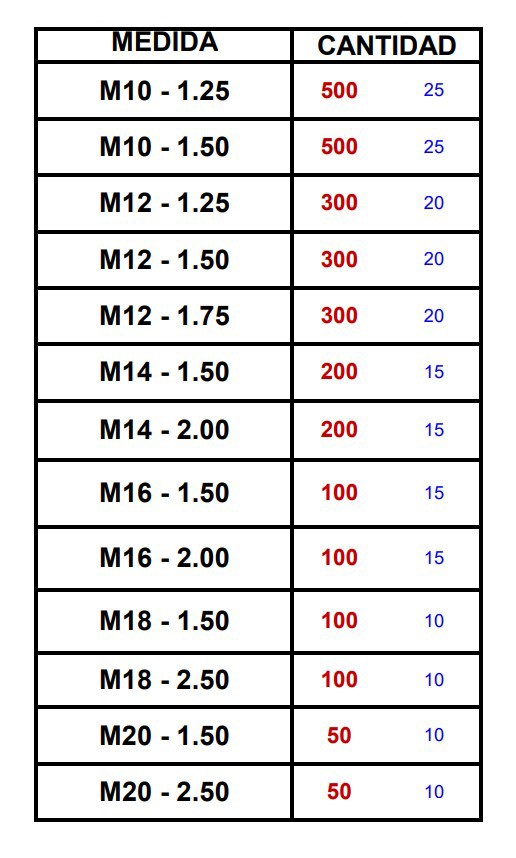 MEDIDA CANTIDAD
M10 - 1.25 500 25
M10 - 1.50 500 25
M12 - 1.25 300 20
M12 - 1.50 300 20
M12 - 1.75 300 20
M14 - 1.50 200 15
M14 - 2.00 200 15
M16 - 1.50 100 15
M16 - 2.00 100 15
M18 - 1.50 100 10
M18 - 2.50 100 10
M20 - 1.50 50 10
M20 - 2.50 50 10